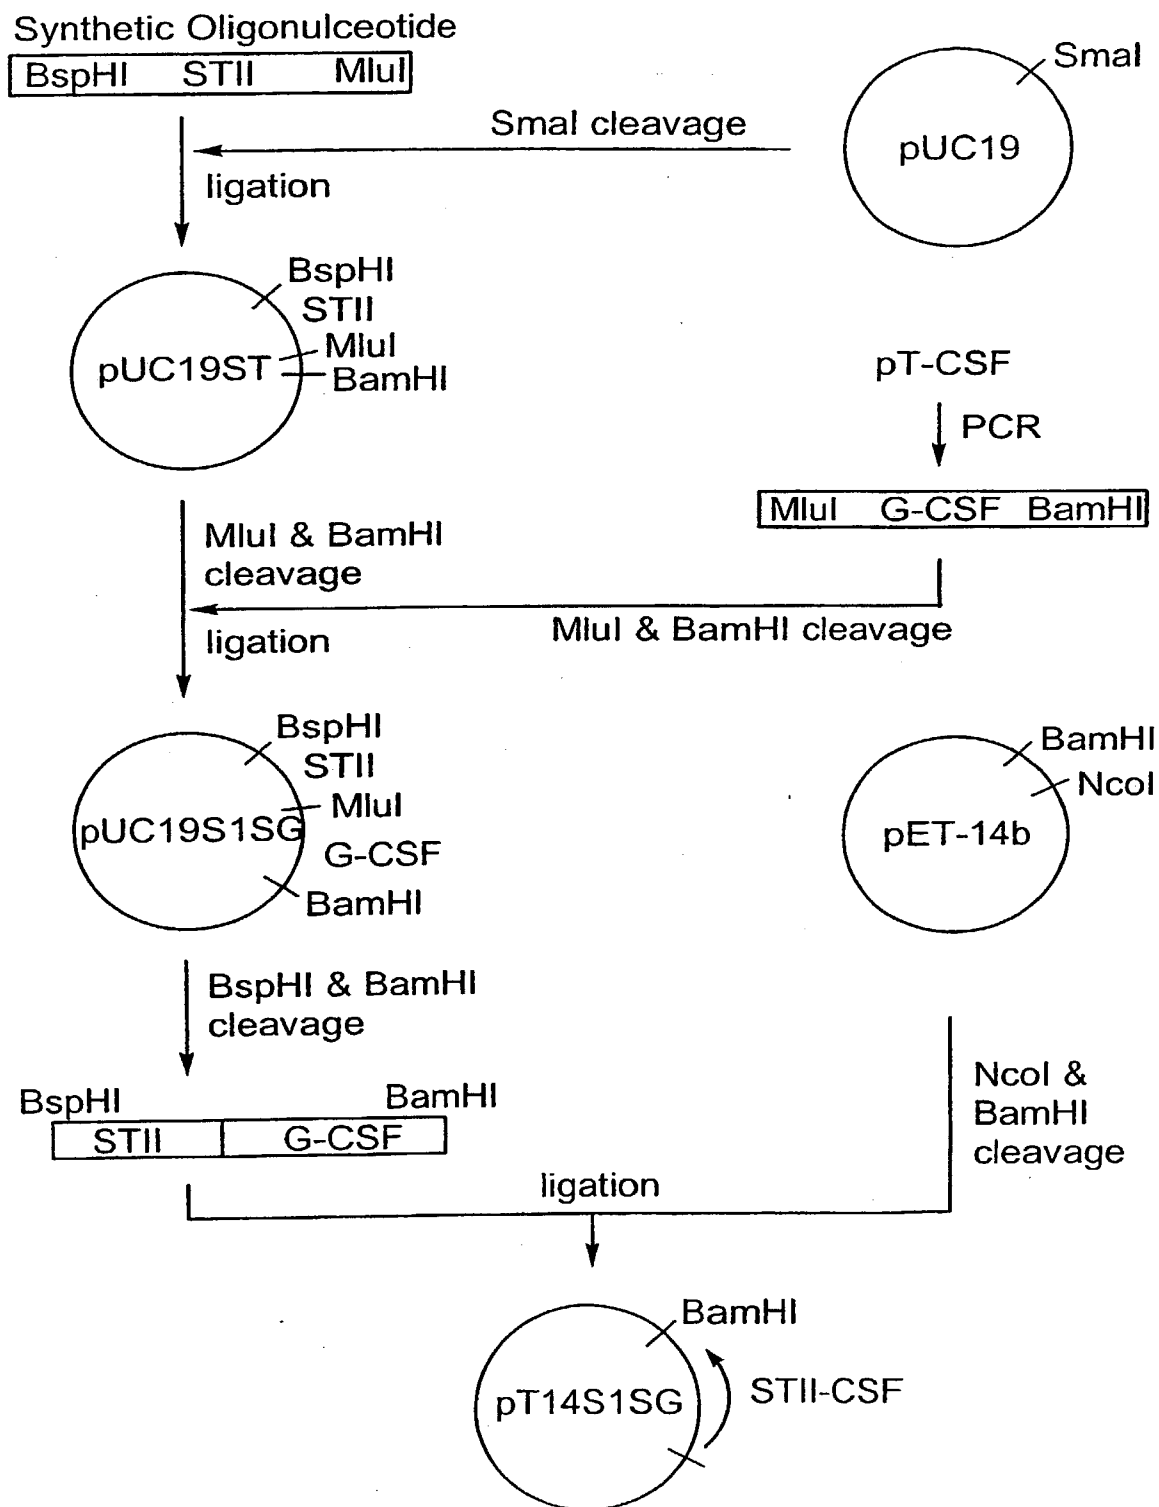 Synthetic Oligonulceotide
BspHI STII MluI
SmaI
SmaI cleavage
pUC19
ligation
BspHI
STII
MluI
pUC19ST
BamHI
pT-CSF
PCR
MluI G-CSF BamHI
MluI & BamHI
cleavage
ligation
MluI & BamHI cleavage
BspHI
STII
MluI
pUC19S1SG
G-CSF
BamHI
BamHI
NcoI
pET-14b
BspHI & BamHI
cleavage
BspHI BamHI
STII G-CSF
NcoI &
BamHI
cleavage
ligation
BamHI
pT14S1SG
STII-CSF